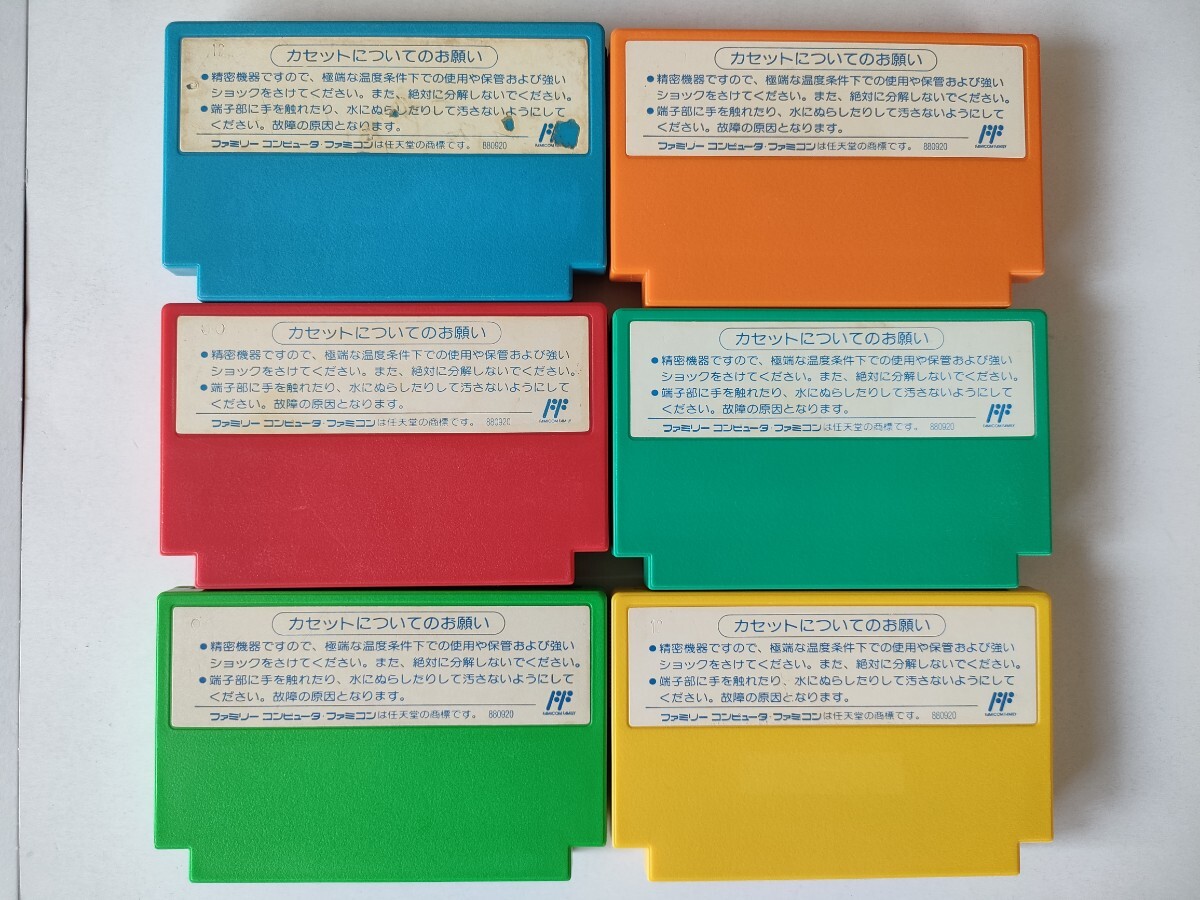 カセットについてのお願い
●精密機器ですので、極端な温度条件下での使用や保管および強い
ショックをさけてください。また、絶対に分解しないでください。
●端子部に手を触れたり、水にぬらしたりして汚さないようにして
ください。故障の原因となります。
ファミリー コンピュータ・ファミコンは任天堂の商標です。 880920
カセットについてのお願い
●精密機器ですので、極端な温度条件下での使用や保管および強い
ショックをさけてください。また、絶対に分解しないでください。
●端子部に手を触れたり、水にぬらしたりして汚さないようにして
ください。故障の原因となります。
ファミリー コンピュータ・ファミコンは任天堂の商標です。 880920
カセットについてのお願い
●精密機器ですので、極端な温度条件下での使用や保管および強い
ショックをさけてください。また、絶対に分解しないでください。
●端子部に手を触れたり、水にぬらしたりして汚さないようにして
ください。故障の原因となります。
ファミリー コンピュータ・ファミコンは任天堂の商標です。 880920
カセットについてのお願い
●精密機器ですので、極端な温度条件下での使用や保管および強い
ショックをさけてください。また、絶対に分解しないでください。
●端子部に手を触れたり、水にぬらしたりして汚さないようにして
ください。故障の原因となります。
ファミリー コンピュータ・ファミコンは任天堂の商標です。 880920
カセットについてのお願い
●精密機器ですので、極端な温度条件下での使用や保管および強い
ショックをさけてください。また、絶対に分解しないでください。
●端子部に手を触れたり、水にぬらしたりして汚さないようにして
ください。故障の原因となります。
ファミリー コンピュータ・ファミコンは任天堂の商標です。 880920
カセットについてのお願い
●精密機器ですので、極端な温度条件下での使用や保管および強い
ショックをさけてください。また、絶対に分解しないでください。
●端子部に手を触れたり、水にぬらしたりして汚さないようにして
ください。故障の原因となります。
ファミリー コンピュータ・ファミコンは任天堂の商標です。 880920